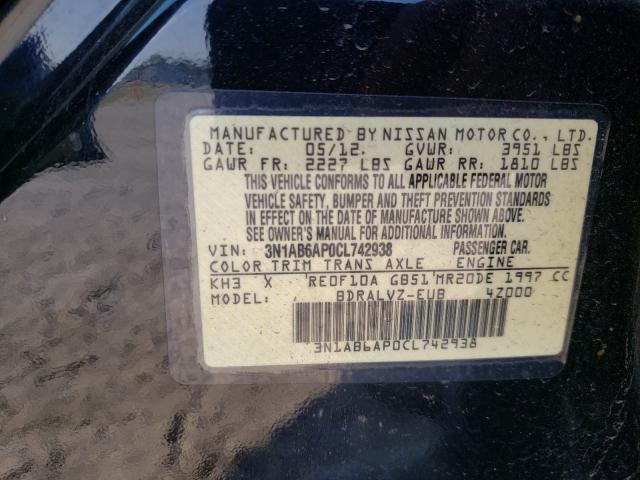 MANUFACTURED BY NISSAN MOTOR CO., LTD.
DATE: 05/12. GVWR: 3951 LBS
GAWR FR: 2227 LBS GAWR RR: 1810 LBS
THIS VEHICLE CONFORMS TO ALL APPLICABLE FEDERAL MOTOR
VEHICLE SAFETY, BUMPER AND THEFT PREVENTION STANDARDS
IN EFFECT ON THE DATE OF MANUFACTURE SHOWN ABOVE.
SEE OWNER'S MANUAL FOR ADDITIONAL INFORMATION.
VIN: 3N1AB6AP0CL742938 PASSENGER CAR.
COLOR TRIM TRANS AXLE ENGINE
KH3 X RE0F10A GB51 MR20DE 1997 CC
MODEL BDRALVZ-EUB 4Z000
3N1AB6AP0CL742938